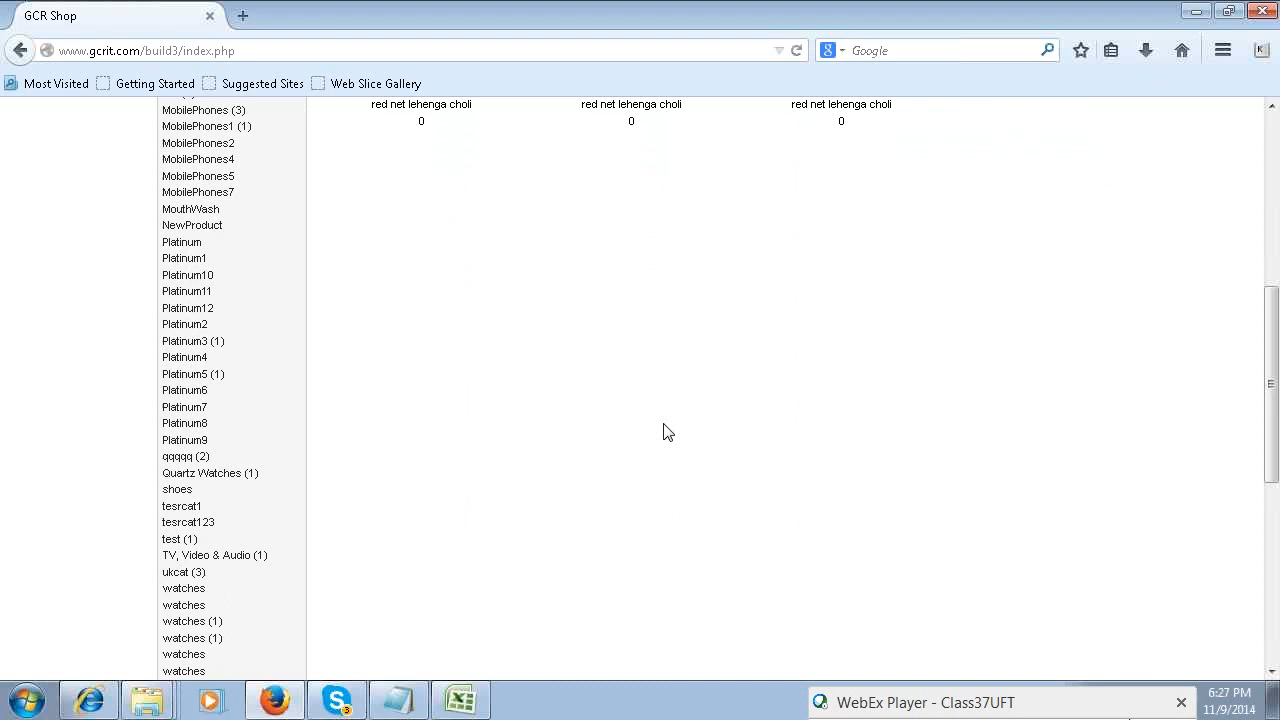 GCR Shop
www.gcrit.com/build3/index.php
Google
Most Visited
Getting Started
Suggested Sites
Web Slice Gallery
MobilePhones (3)
MobilePhones1 (1)
MobilePhones2
MobilePhones4
MobilePhones5
MobilePhones7
MouthWash
NewProduct
Platinum
Platinum1
Platinum10
Platinum11
Platinum12
Platinum2
Platinum3 (1)
Platinum4
Platinum5 (1)
Platinum6
Platinum7
Platinum8
Platinum9
qqqqq (2)
Quartz Watches (1)
shoes
tesrcat1
tesrcat123
test (1)
TV, Video & Audio (1)
ukcat (3)
watches
watches
watches (1)
watches (1)
watches
watches
red net lehenga choli
0
red net lehenga choli
0
red net lehenga choli
0
WebEx Player - Class37UFT
6:27 PM
11/9/2014